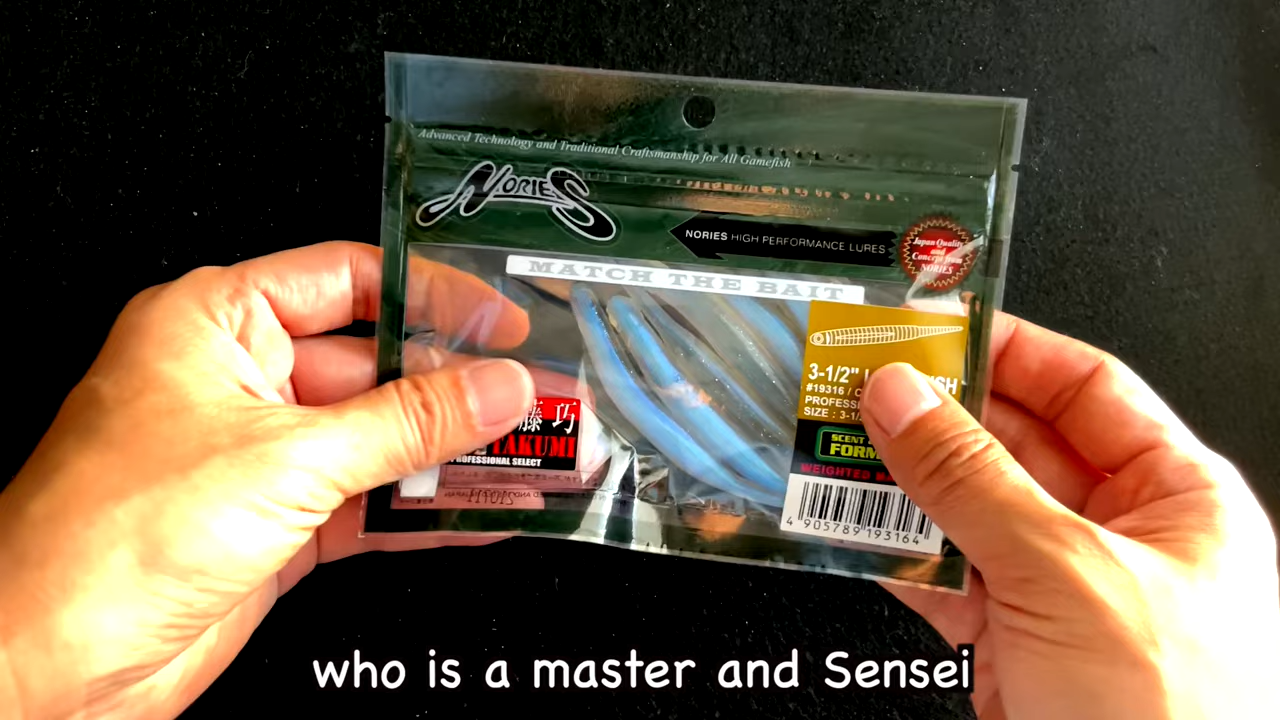 Advanced Technology and Traditional Craftsmanship for All Gamefish
NORIES
NORIES HIGH PERFORMANCE LURES
Japan Quality
and
Concept from
NORIES
MATCH THE BAIT
3-1/2"
#19316 /
SIZE : 3-1/
SCENT
WEIGHTED
4 905789 193164
藤 巧
TAKUMI
PROFESSIONAL SELECT
who is a master and Sensei